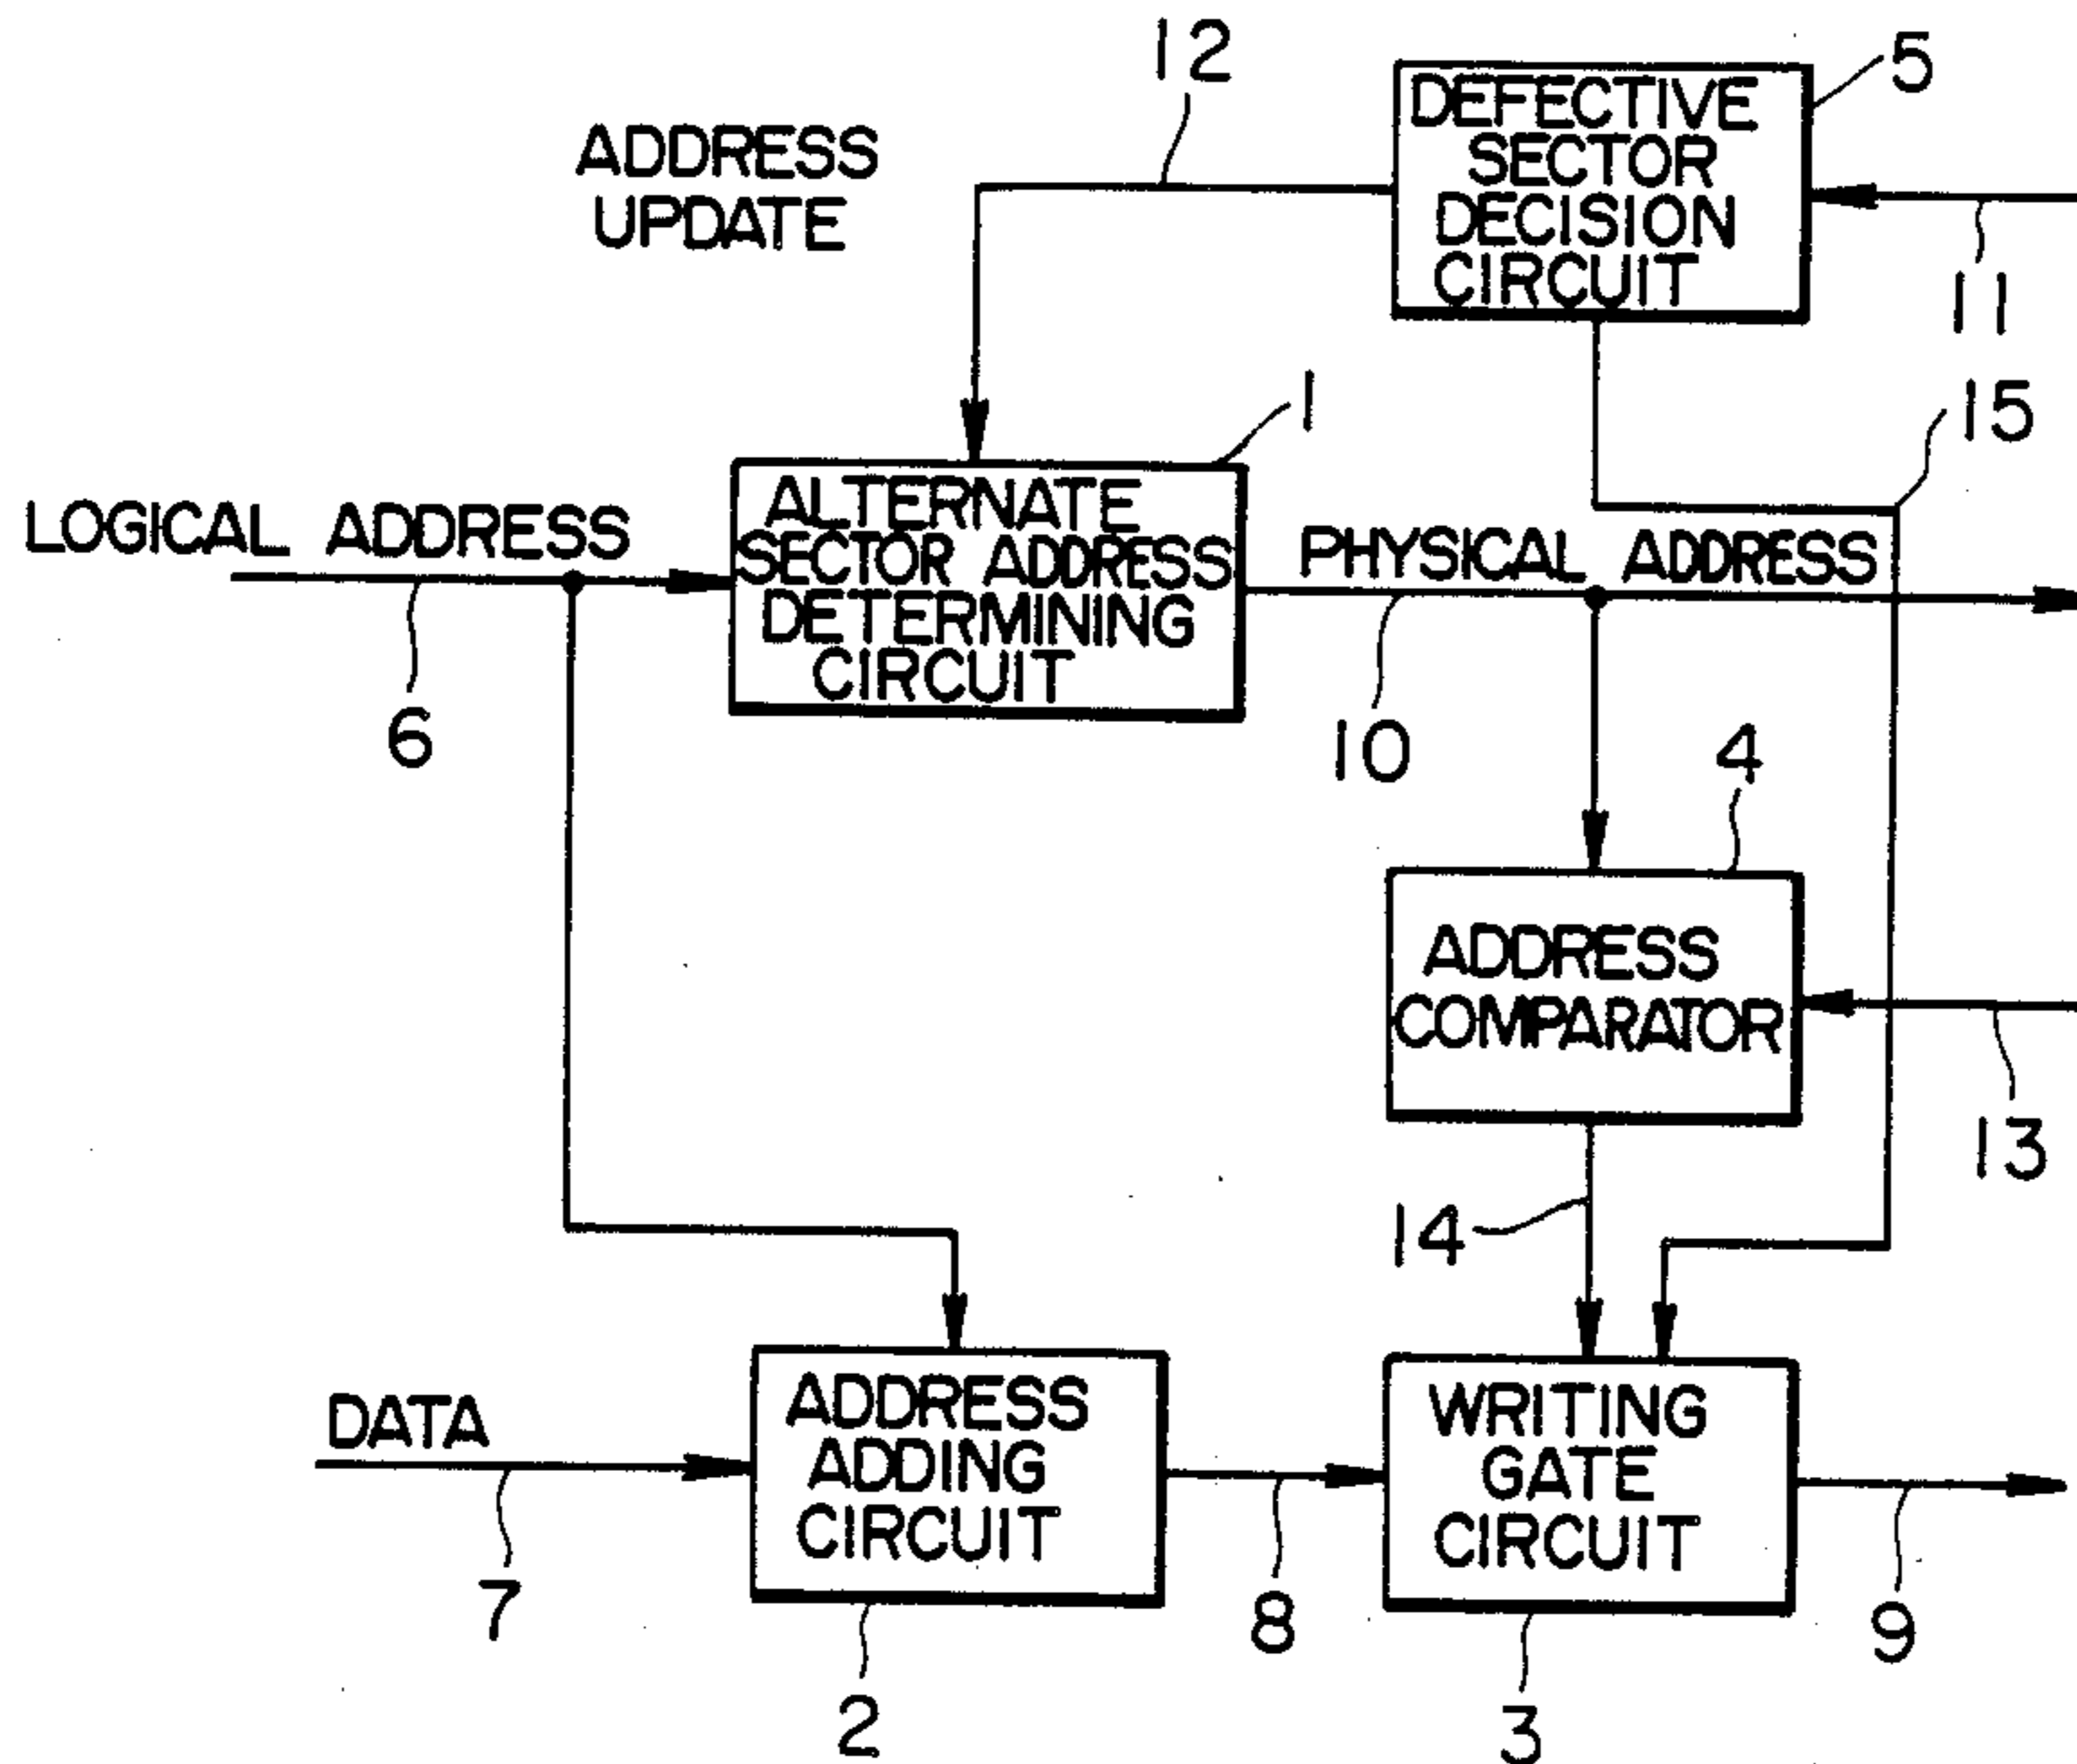 12
5
ADDRESS
UPDATE
DEFECTIVE
SECTOR
DECISION
CIRCUIT
11
1
15
LOGICAL ADDRESS
ALTERNATE
SECTOR ADDRESS
DETERMINING
CIRCUIT
PHYSICAL ADDRESS
6
10
4
ADDRESS
COMPARATOR
13
14
DATA
ADDRESS
ADDING
CIRCUIT
WRITING
GATE
CIRCUIT
7
8
9
2
3